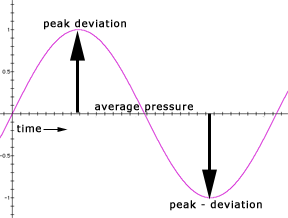 peak deviation
1
0.5
average pressure
0
time
-0.5
-1
peak - deviation